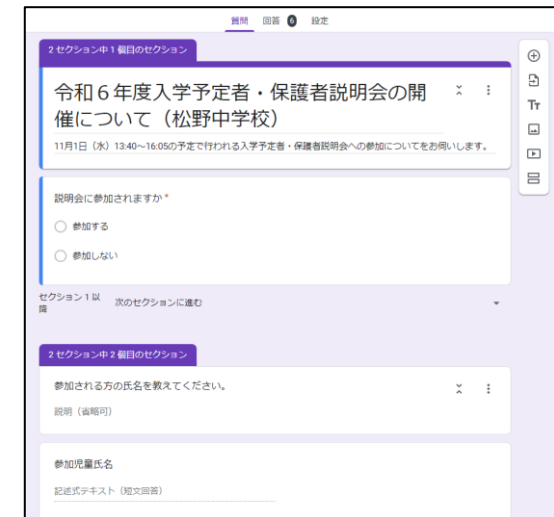 質問 回答 6 設定
2 セクション中 1 個目のセクション
令和6年度入学予定者・保護者説明会の開
催について（松野中学校）
11月1日（水）13:40～16:05の予定で行われる入学予定者・保護者説明会への参加についてをお伺いします。
説明会に参加されますか *
参加する
参加しない
セクション 1 以
降
次のセクションに進む
2 セクション中 2 個目のセクション
参加される方の氏名を教えてください。
説明（省略可）
参加児童氏名
記述式テキスト（短文回答）
Tт